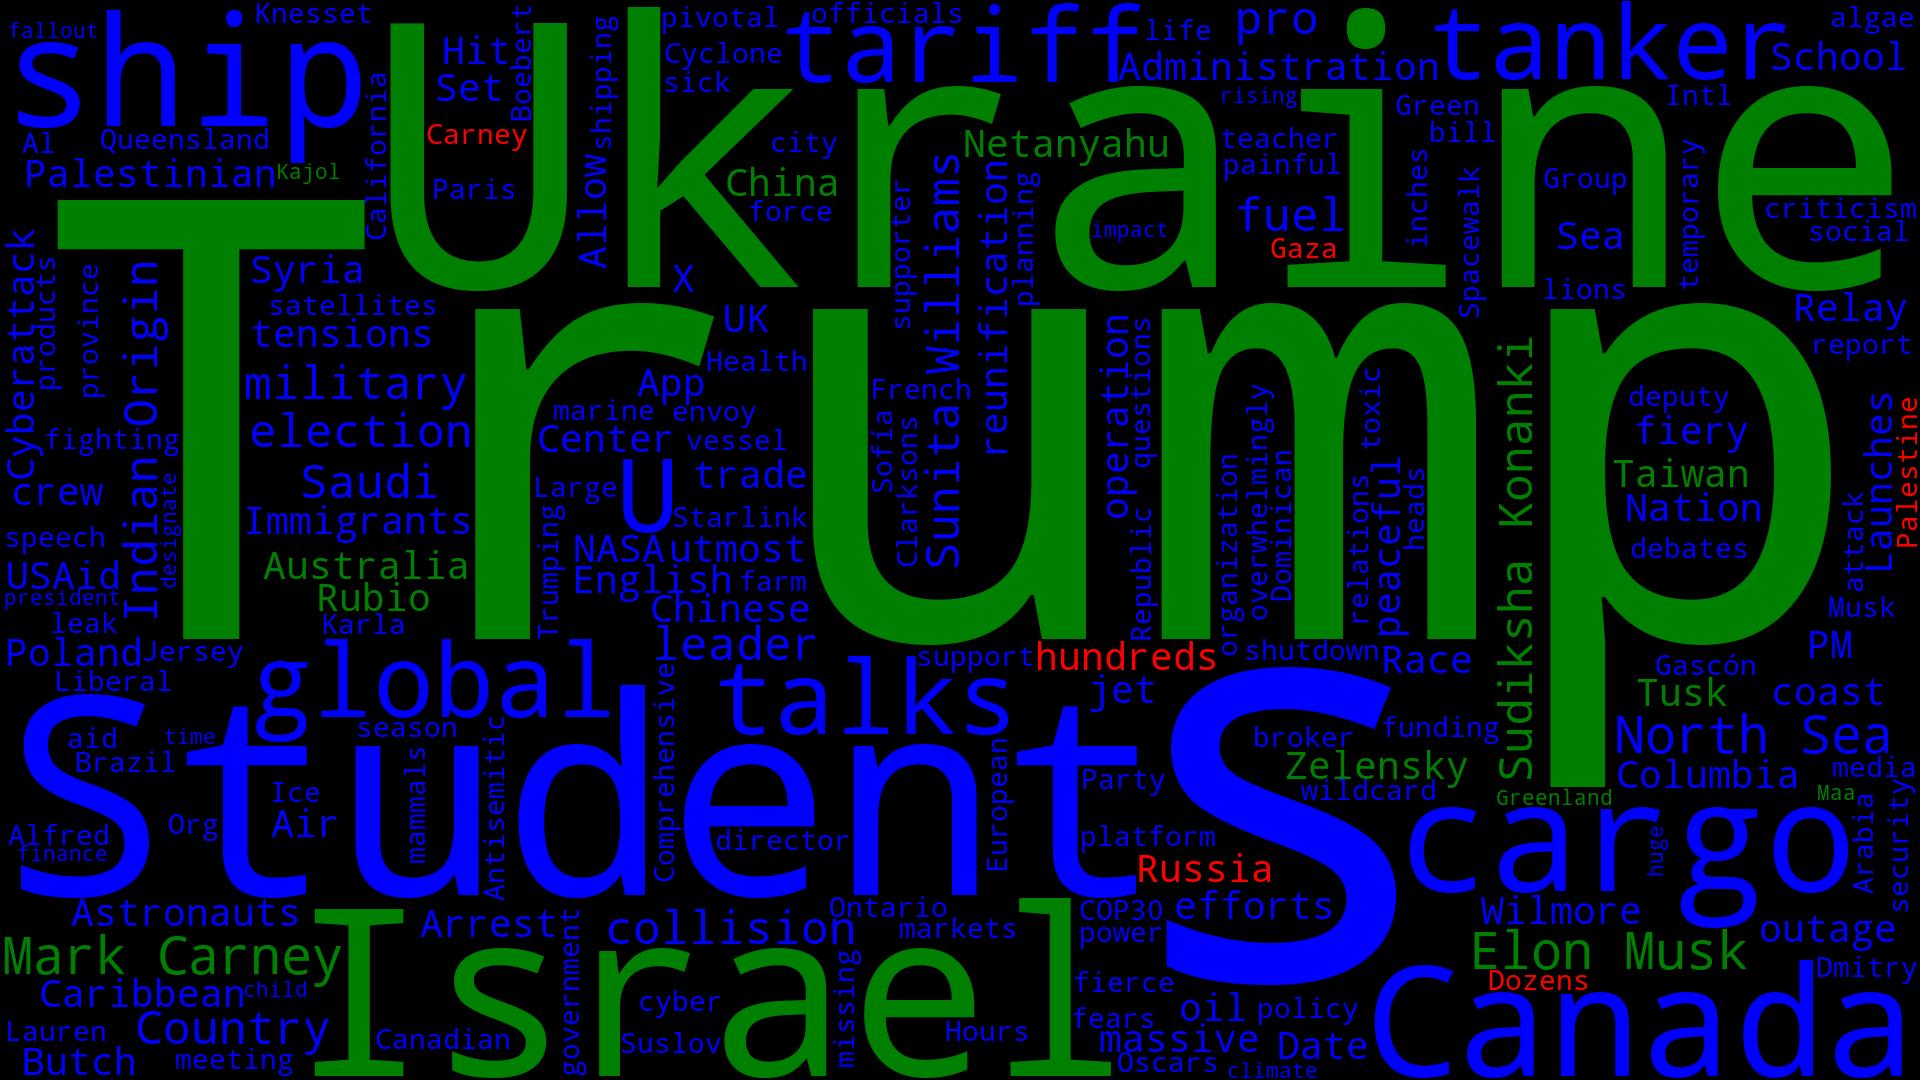 fallout
Knesset
ship
Al
Queensland
Palestinian
Kajol
California
Ukraine
Hit
Set
Boebert
Carney
Paris
shipping
Allow
pivotal
officials
Cyclone
sick
tariff
city
China
force
Netanyahu
life
pro
Administration
rising
teacher
painful
fuel
Gaza
impact
inches
Green
bill
tanker
School
algae
Intl
Group
Sea
lions
temporary
Spacewalk
criticism
social
Relay
report
Trump
Cyberattack
products
province
Indian Origin
Syria
satellites
tensions
military
election
Saudi
Immigrants
Australia
Rubio
Karla
fighting
crew
speech
designate
USAid
president
leak
Poland
Jersey
Liberal
X
UK
Health
App
marine
envoy
Center
vessel
Large
U
trade
Starlink
NASA
utmost
English
farm
Chinese
Trumping
leader
supporter
Sunita Williams
reunification
planning
French
Sofía
Clarksons
operation
questions
Republic
organization
overwhelmingly
Dominican
toxic
relations
peaceful
heads
Sudiksha Konanki
deputy
fiery
Taiwan
Nation
debates
Launches
Palestine
attack
Musk
PM
Gascón
Tusk
coast
North Sea
Columbia
media
Greenland
Maa
global
talks
support
hundreds
shutdown
Race
jet
Student
S
aid
time
Brazil
season
Ice
Air
Org
Alfred
finance
mammals
Antisemitic
Comprehensive
director
European
Party
platform
Russia
broker
funding
Zelensky
wildcard
cargo
huge
Arabia
security
Astronauts
Arrest
collision
Ontario
markets
COP30
power
efforts
Wilmore
outage
Mark Carney
Caribbean
child
Israel
Elon Musk
Dozens
Dmitry
Lauren
Country
Butch
meeting
Canadian
government
cyber
Suslov
missing
Hours
fierce
fears
oil
policy
massive
Date
Oscars
climate
Canada